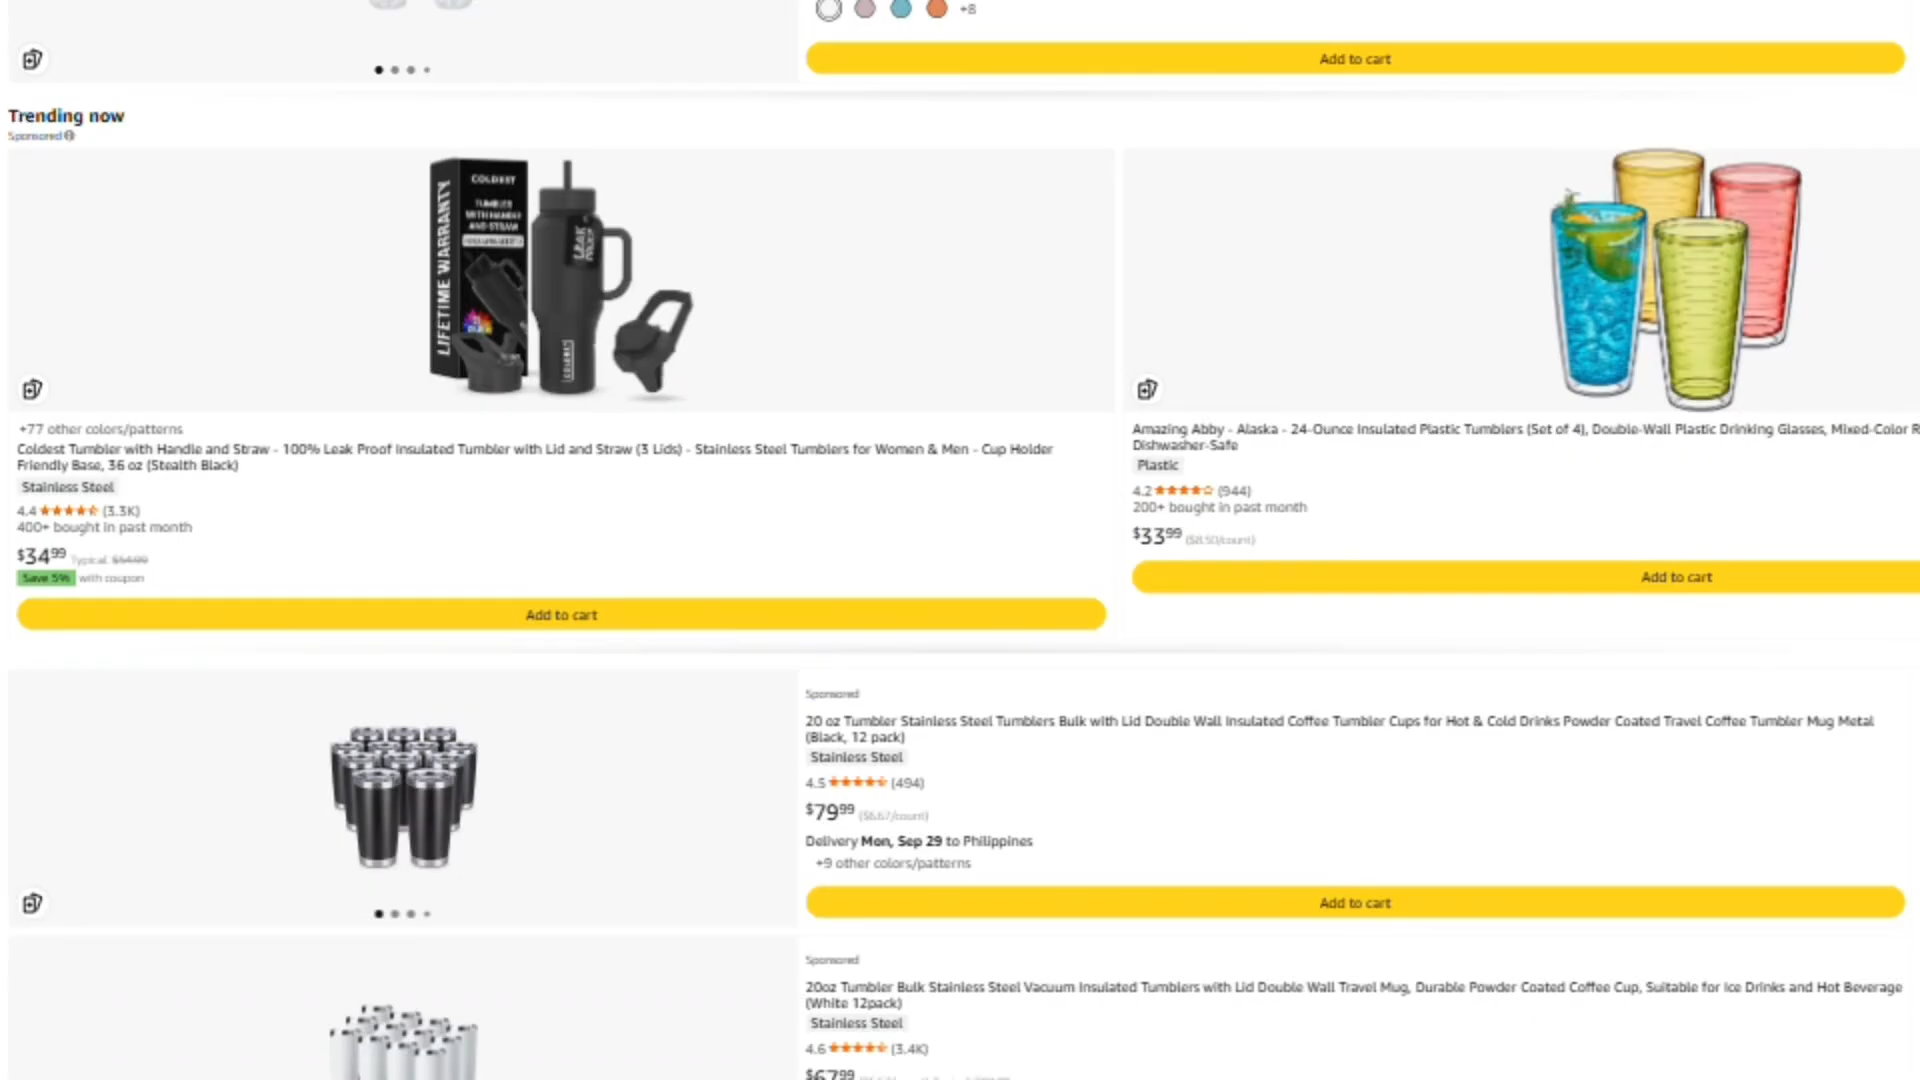 +8
Add to cart
Trending now
Sponsored
LIFETIME WARRANTY
COLDEST
TUMBLER
WITH HANDLE
AND STRAW
LEAK
PROOF
COLDEST
+77 other colors/patterns
Coldest Tumbler with Handle and Straw - 100% Leak Proof Insulated Tumbler with Lid and Straw (3 Lids) - Stainless Steel Tumblers for Women & Men - Cup Holder
Friendly Base, 36 oz (Stealth Black)
Stainless Steel
4.4 (3.3K)
400+ bought in past month
$34.99 Typical: $54.99
Save 5% with coupon
Add to cart
Amazing Abby - Alaska - 24-Ounce Insulated Plastic Tumblers (Set of 4), Double-Wall Plastic Drinking Glasses, Mixed-Color R
Dishwasher-Safe
Plastic
4.2 (944)
200+ bought in past month
$33.99 ($8.50/count)
Add to cart
Sponsored
20 oz Tumbler Stainless Steel Tumblers Bulk with Lid Double Wall Insulated Coffee Tumbler Cups for Hot & Cold Drinks Powder Coated Travel Coffee Tumbler Mug Metal
(Black, 12 pack)
Stainless Steel
4.5 (494)
$79.99 ($6.67/count)
Delivery Mon, Sep 29 to Philippines
+9 other colors/patterns
Add to cart
Sponsored
20oz Tumbler Bulk Stainless Steel Vacuum Insulated Tumblers with Lid Double Wall Travel Mug, Durable Powder Coated Coffee Cup, Suitable for Ice Drinks and Hot Beverage
(White 12pack)
Stainless Steel
4.6 (3.4K)
$67.99